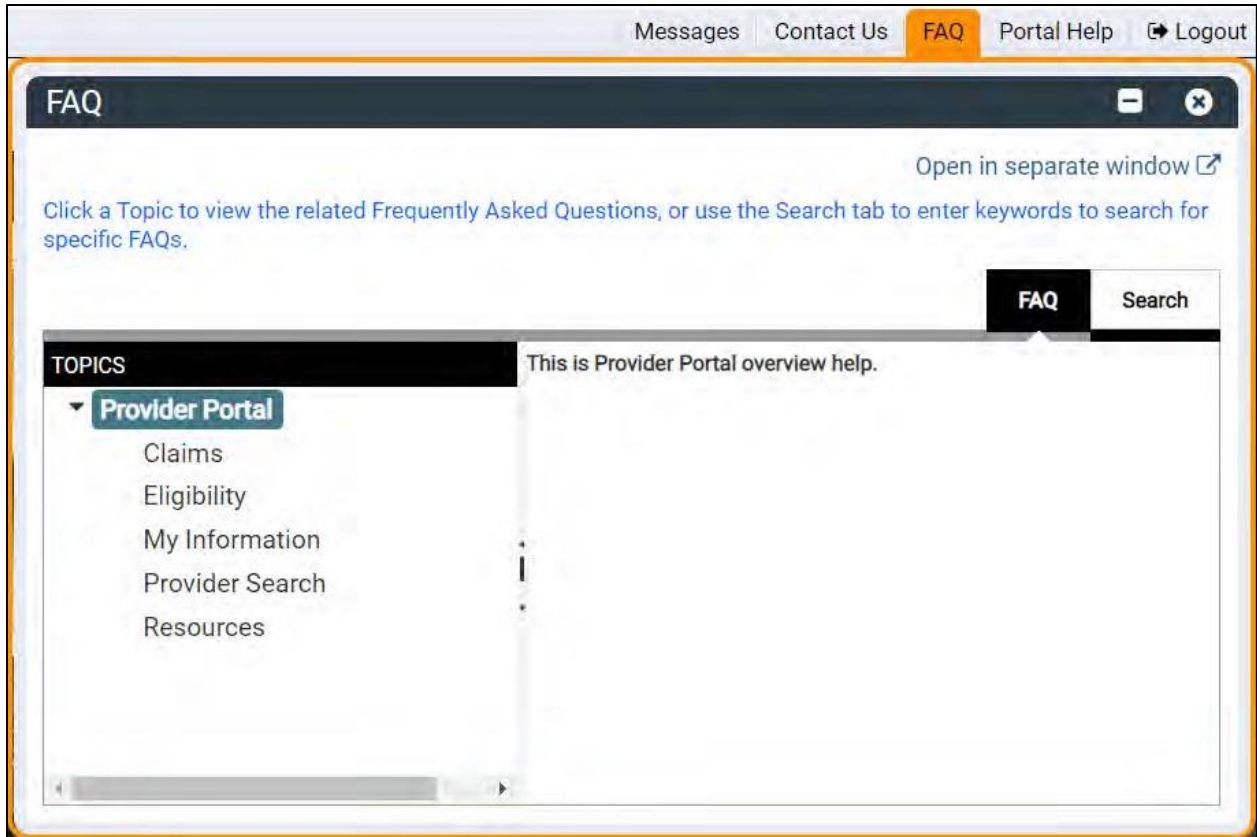 Messages Contact Us FAQ Portal Help Logout
FAQ
Open in separate window
Click a Topic to view the related Frequently Asked Questions, or use the Search tab to enter keywords to search for
specific FAQs.
FAQ Search
TOPICS
This is Provider Portal overview help.
Provider Portal
Claims
Eligibility
My Information
Provider Search
Resources